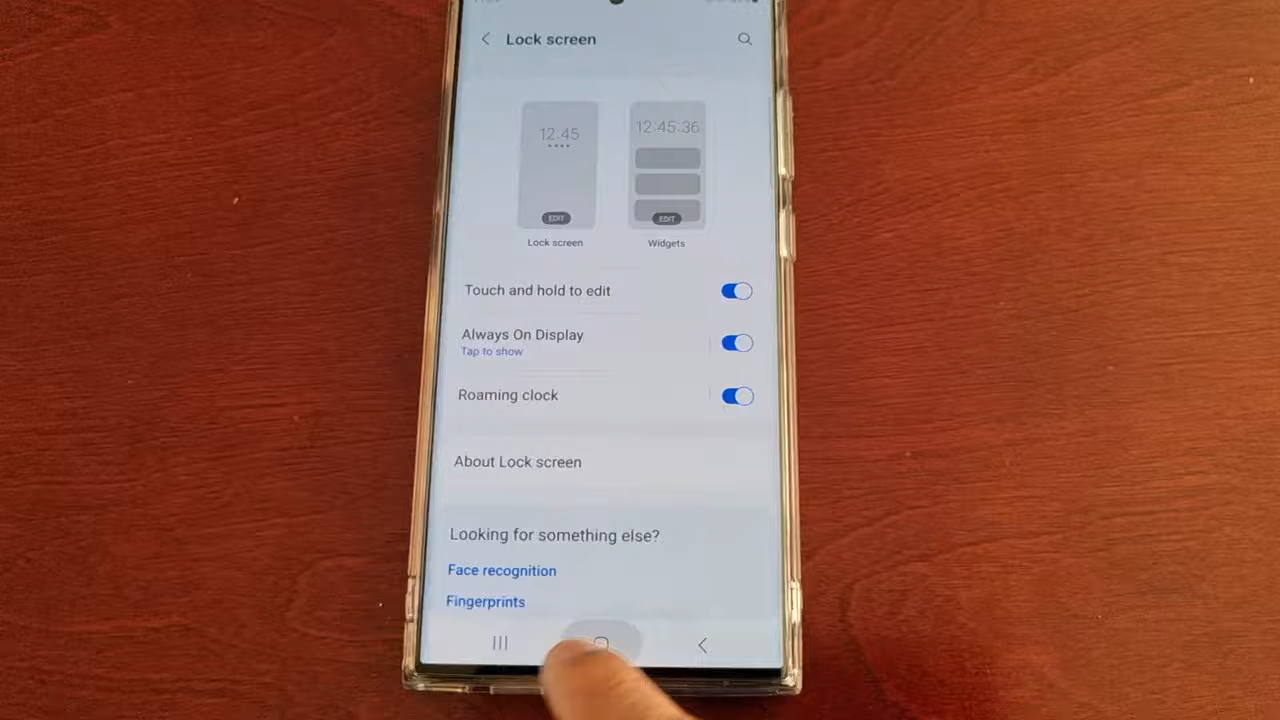 Lock screen
12.45
12:45:36
EDIT
EDIT
Lock screen
Widgets
Touch and hold to edit
Always On Display
Tap to show
Roaming clock
About Lock screen
Looking for something else?
Face recognition
Fingerprints